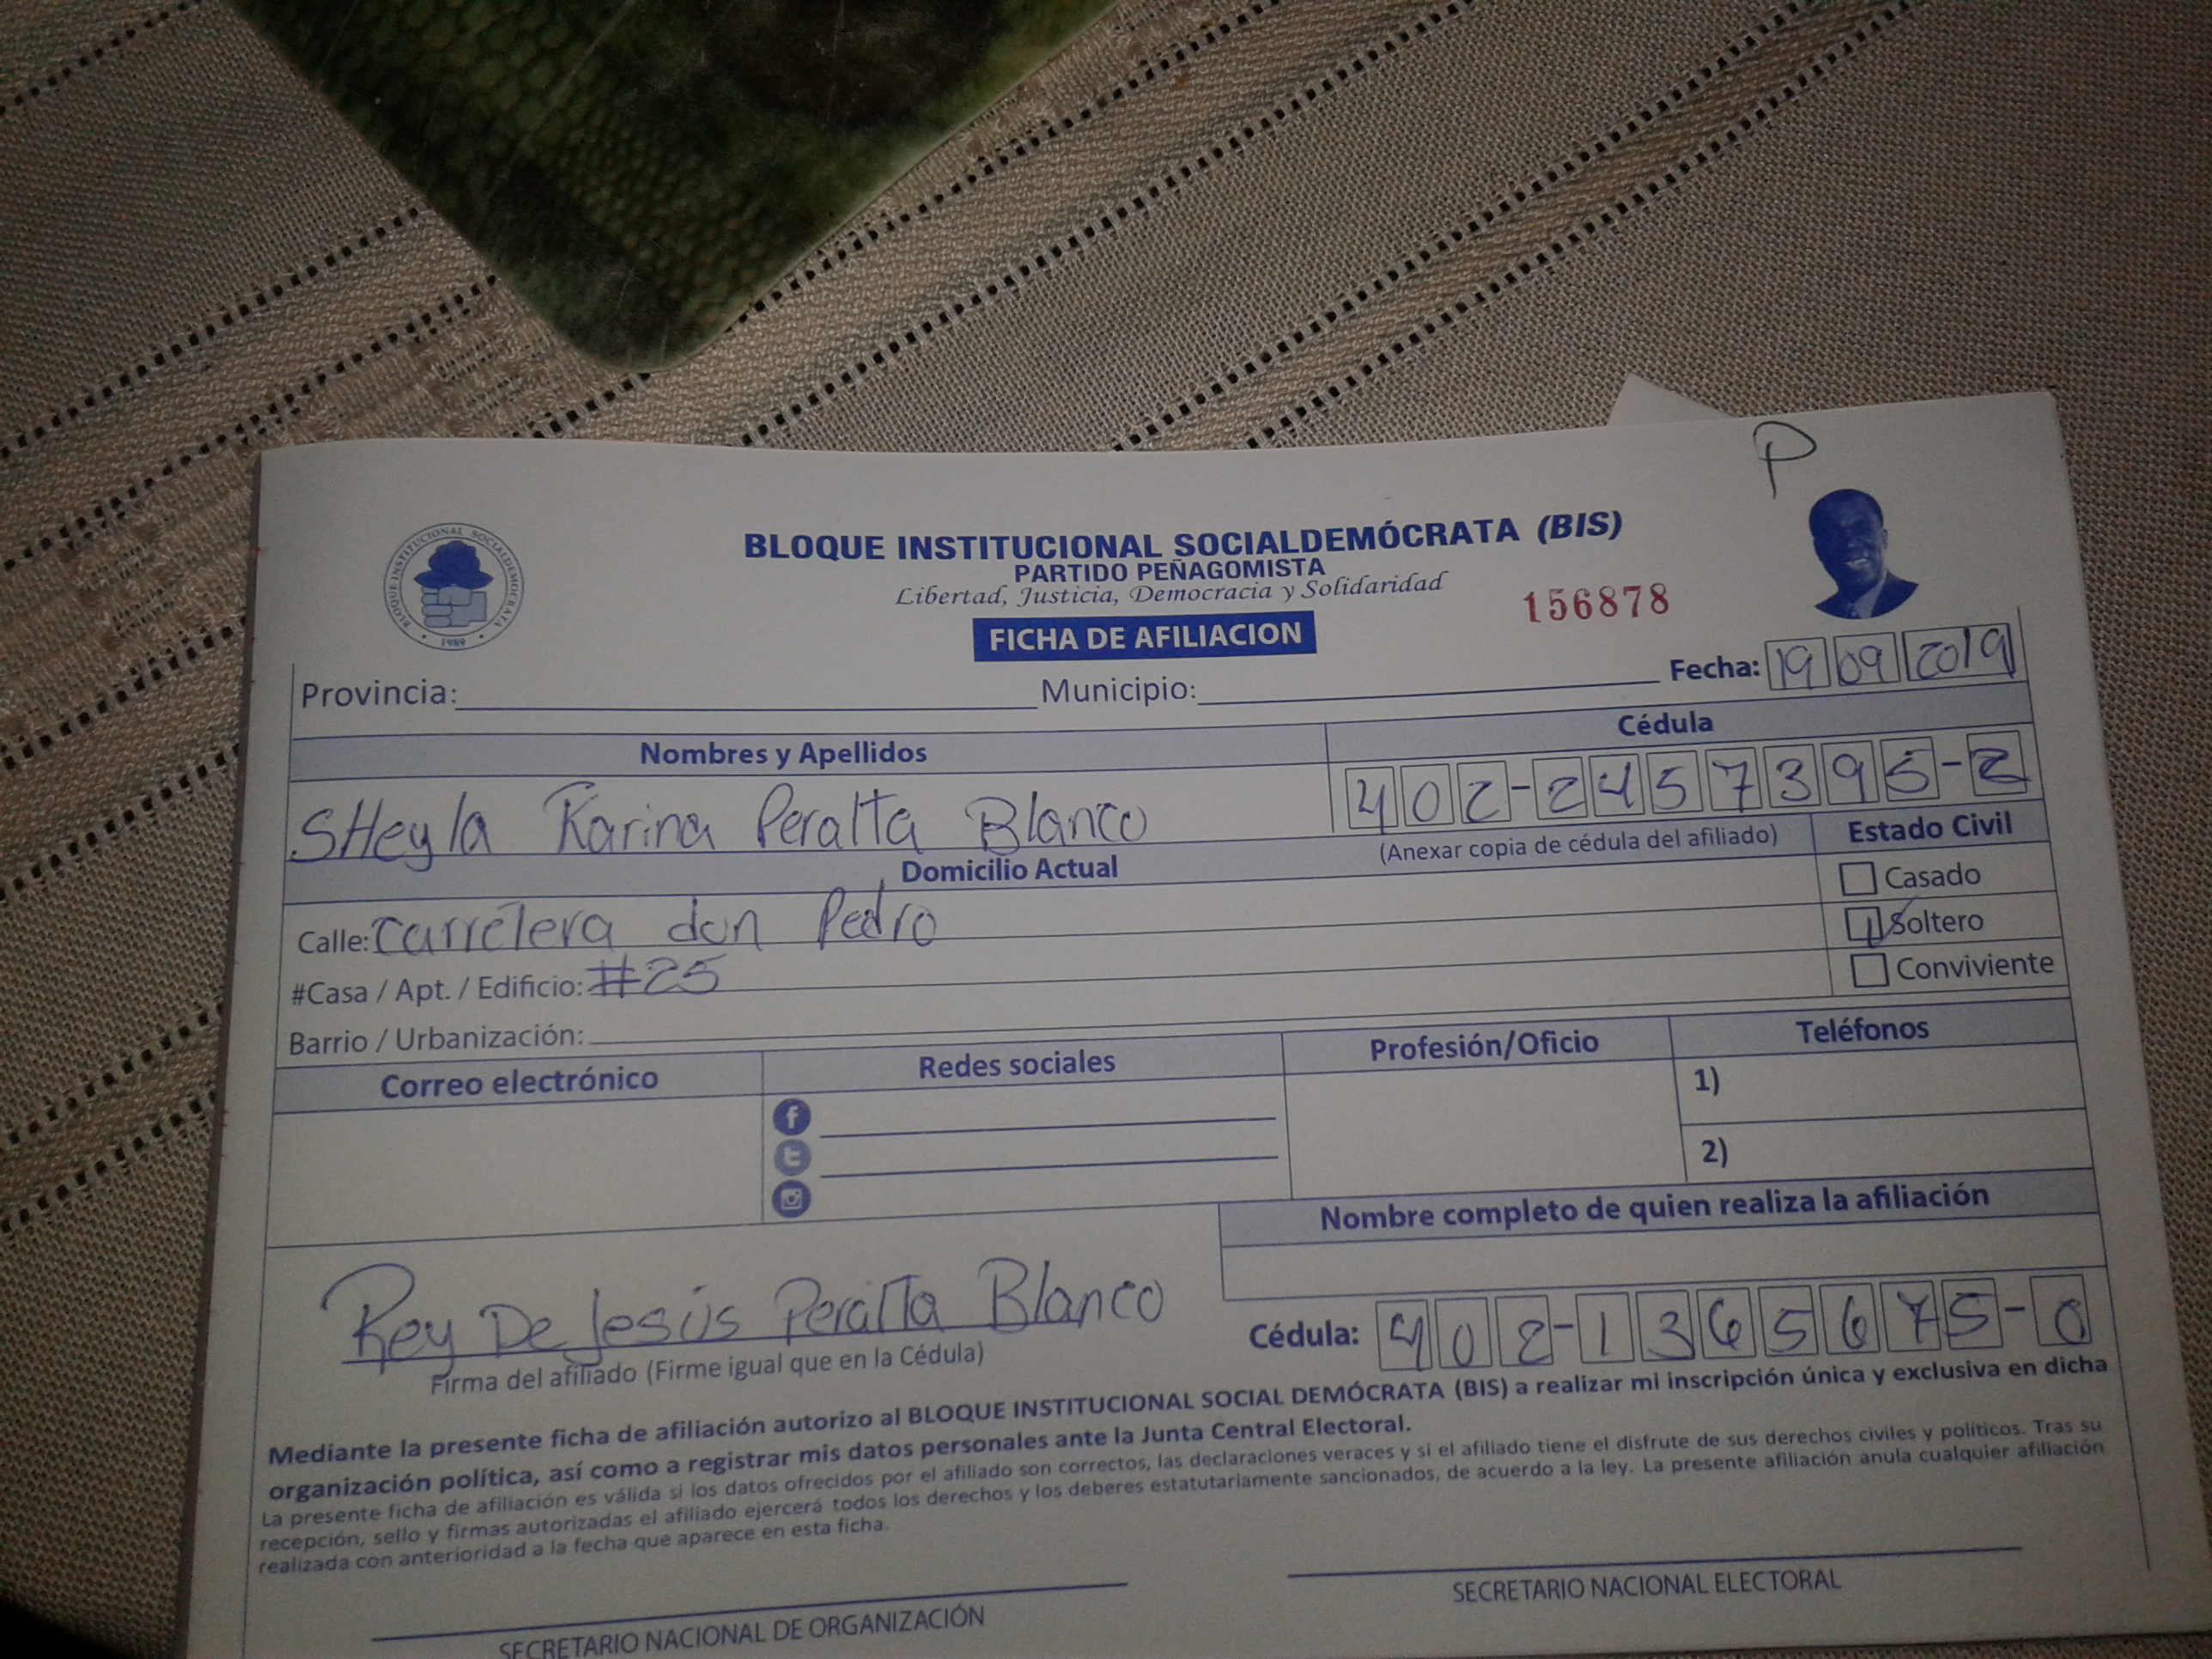 P
BLOQUE INSTITUCIONAL SOCIALDEMÓCRATA (BIS)
PARTIDO PEÑAGOMISTA
Libertad, Justicia, Democracia y Solidaridad
BLOQUE INSTITUCIONAL SOCIALDEMOCRATA
1989
156878
FICHA DE AFILIACION
Fecha: 19 09 2019
Provincia: Municipio:
Nombres y Apellidos Cédula
SHeyla Karina Peralta Blanco 402-2457395-2
(Anexar copia de cédula del afiliado)
Domicilio Actual Estado Civil
Casado
Calle: Carretera don Pedro
Soltero
#Casa / Apt. / Edificio: #25
Conviviente
Barrio / Urbanización:
Correo electrónico Redes sociales Profesión/Oficio Teléfonos
1)
2)
Nombre completo de quien realiza la afiliación
Rey De Jesús Peralta Blanco
Cédula: 402-1365675-0
Firma del afiliado (Firme igual que en la Cédula)
Mediante la presente ficha de afiliación autorizo al BLOQUE INSTITUCIONAL SOCIAL DEMÓCRATA (BIS) a realizar mi inscripción única y exclusiva en dicha
organización política, así como a registrar mis datos personales ante la Junta Central Electoral.
La presente ficha de afiliación es válida si los datos ofrecidos por el afiliado son correctos, las declaraciones veraces y si el afiliado tiene el disfrute de sus derechos civiles y políticos. Tras su
recepción, sello y firmas autorizadas el afiliado ejercerá todos los derechos y los deberes estatutariamente sancionados, de acuerdo a la ley. La presente afiliación anula cualquier afiliación
realizada con anterioridad a la fecha que aparece en esta ficha.
SECRETARIO NACIONAL DE ORGANIZACIÓN
SECRETARIO NACIONAL ELECTORAL